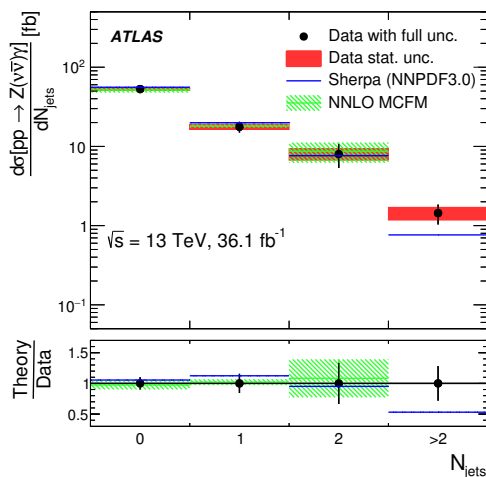 ATLAS
Data with full unc.
Data stat. unc.
Sherpa (NNPDF3.0)
NNLO MCFM
dσ[pp → Z(νν̄)γ] [fb]
dN_jets
10²
10
1
10⁻¹
√s = 13 TeV, 36.1 fb⁻¹
Theory
Data
1.5
1
0.5
0 1 2 >2
N_jets